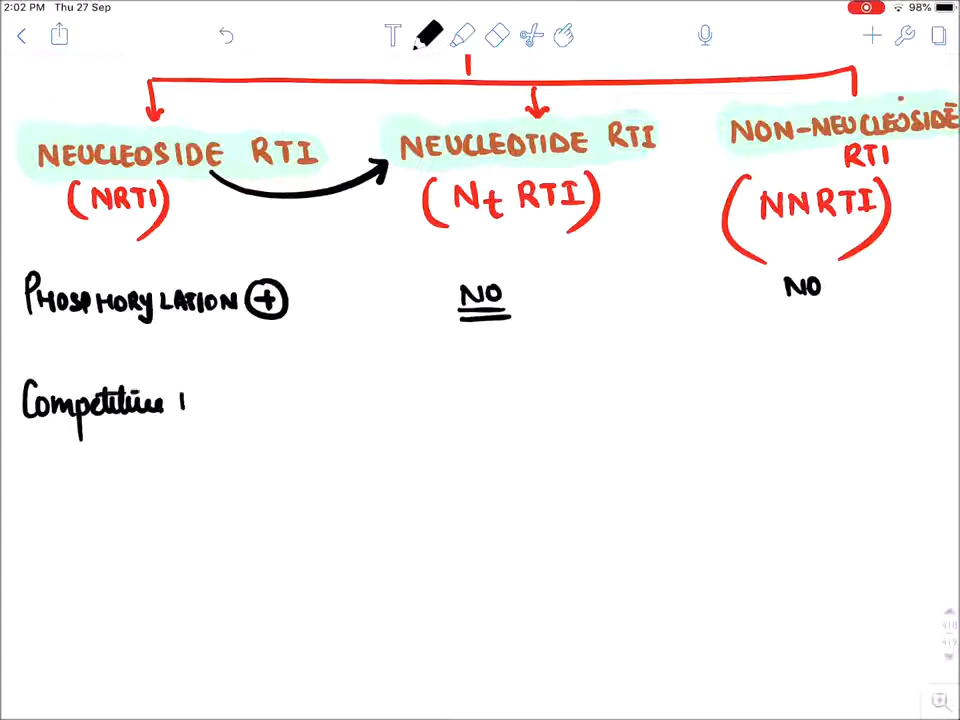 2:02 PM Thu 27 Sep 98%
T
NEUCLEOSIDE RTI NEUCLEOTIDE RTI NON-NEUCLEOSIDE RTI
(NRTI) (Nt RTI) (NNRTI)
PHOSPHORYLATION + NO NO
Competitive I